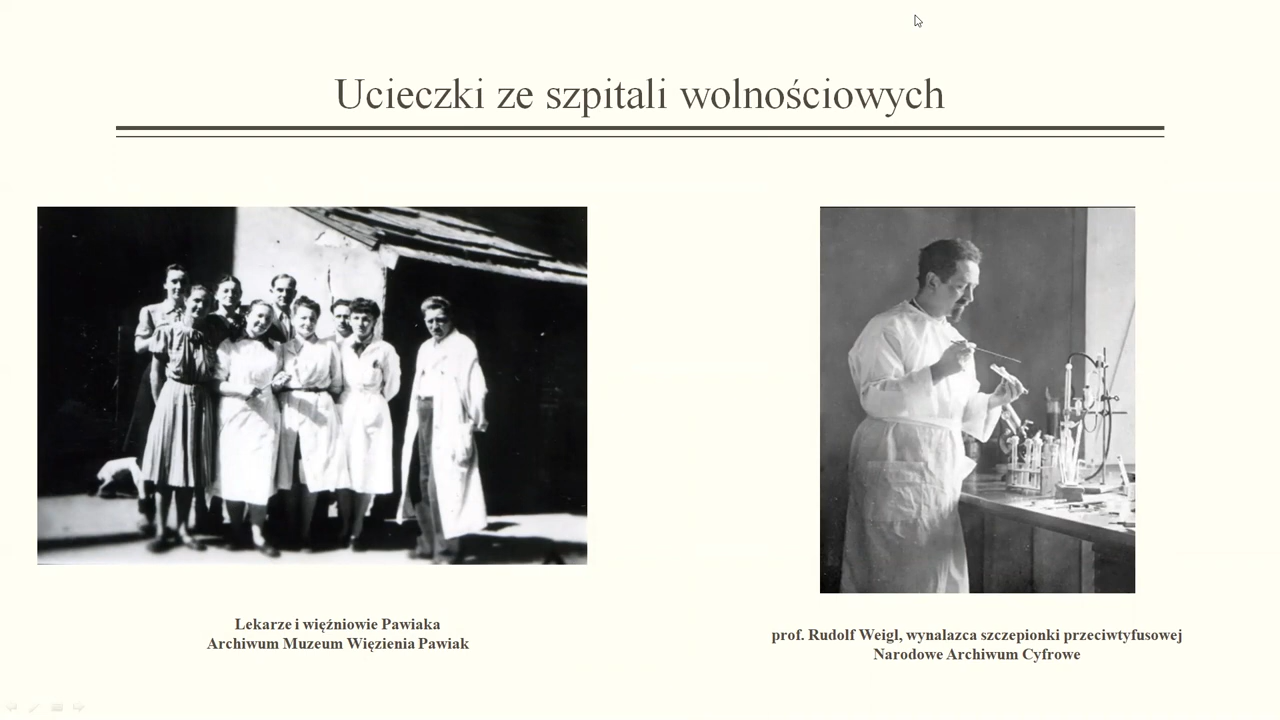 Ucieczki ze szpitali wolnościowych
Lekarze i więźniowie Pawiaka
Archiwum Muzeum Więzienia Pawiak
prof. Rudolf Weigl, wynalazca szczepionki przeciwtyfusowej
Narodowe Archiwum Cyfrowe